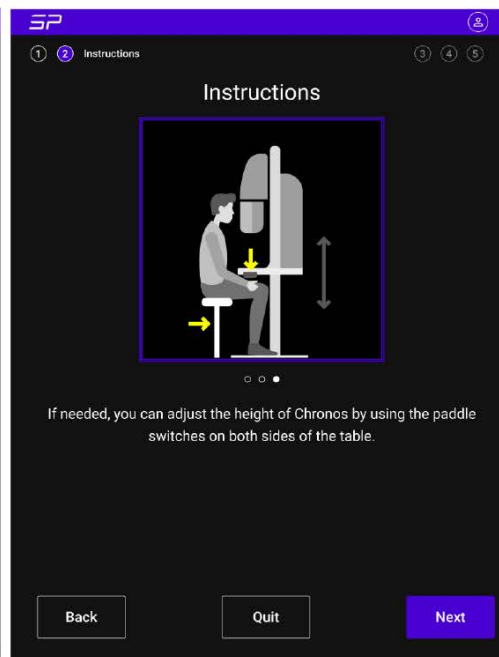 SP
1 2 Instructions 3 4 5
Instructions
If needed, you can adjust the height of Chronos by using the paddle
switches on both sides of the table.
Back Quit Next